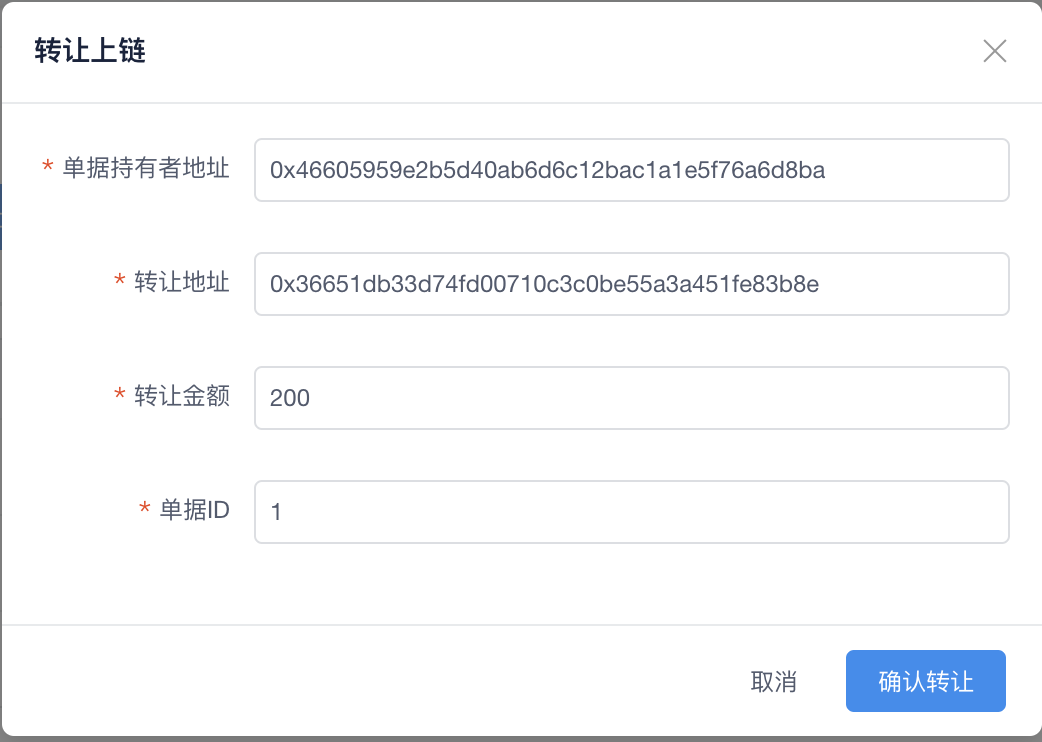 转让上链
* 单据持有者地址 0x46605959e2b5d40ab6d6c12bac1a1e5f76a6d8ba
* 转让地址 0x36651db33d74fd00710c3c0be55a3a451fe83b8e
* 转让金额 200
* 单据ID 1
取消 确认转让